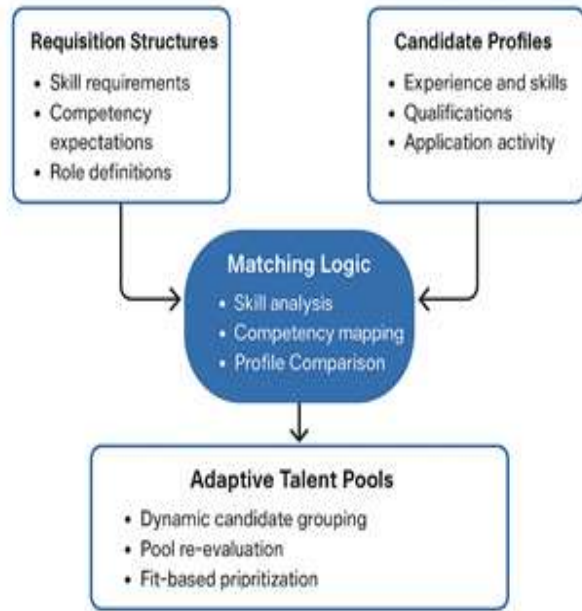 Requisition Structures
• Skill requirements
• Competency
expectations
• Role definitions
Candidate Profiles
• Experience and skills
• Qualifications
• Application activity
Matching Logic
• Skill analysis
• Competency mapping
• Profile Comparison
Adaptive Talent Pools
• Dynamic candidate grouping
• Pool re-evaluation
• Fit-based prpritization